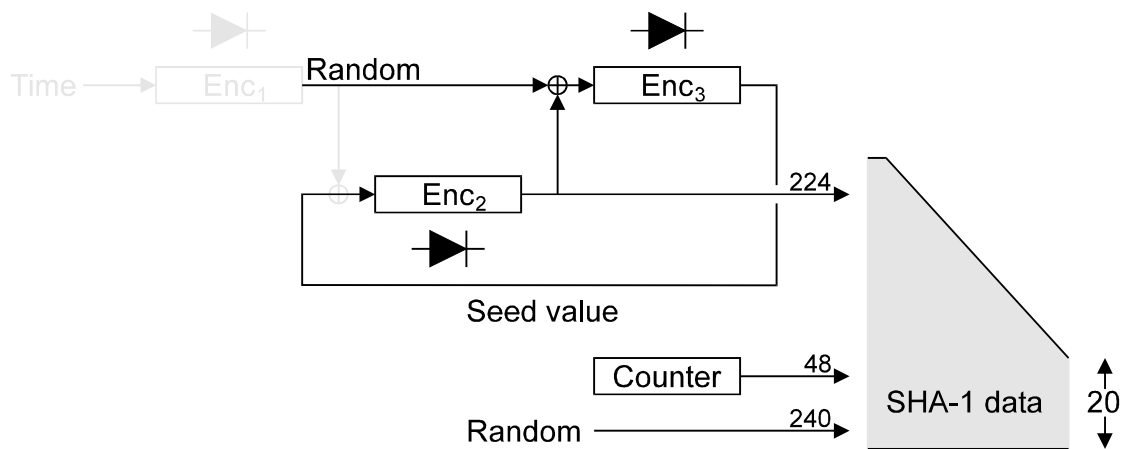 Random
Time
Enc1
Enc3
224
Enc2
Seed value
48
Counter
SHA-1 data
20
240
Random